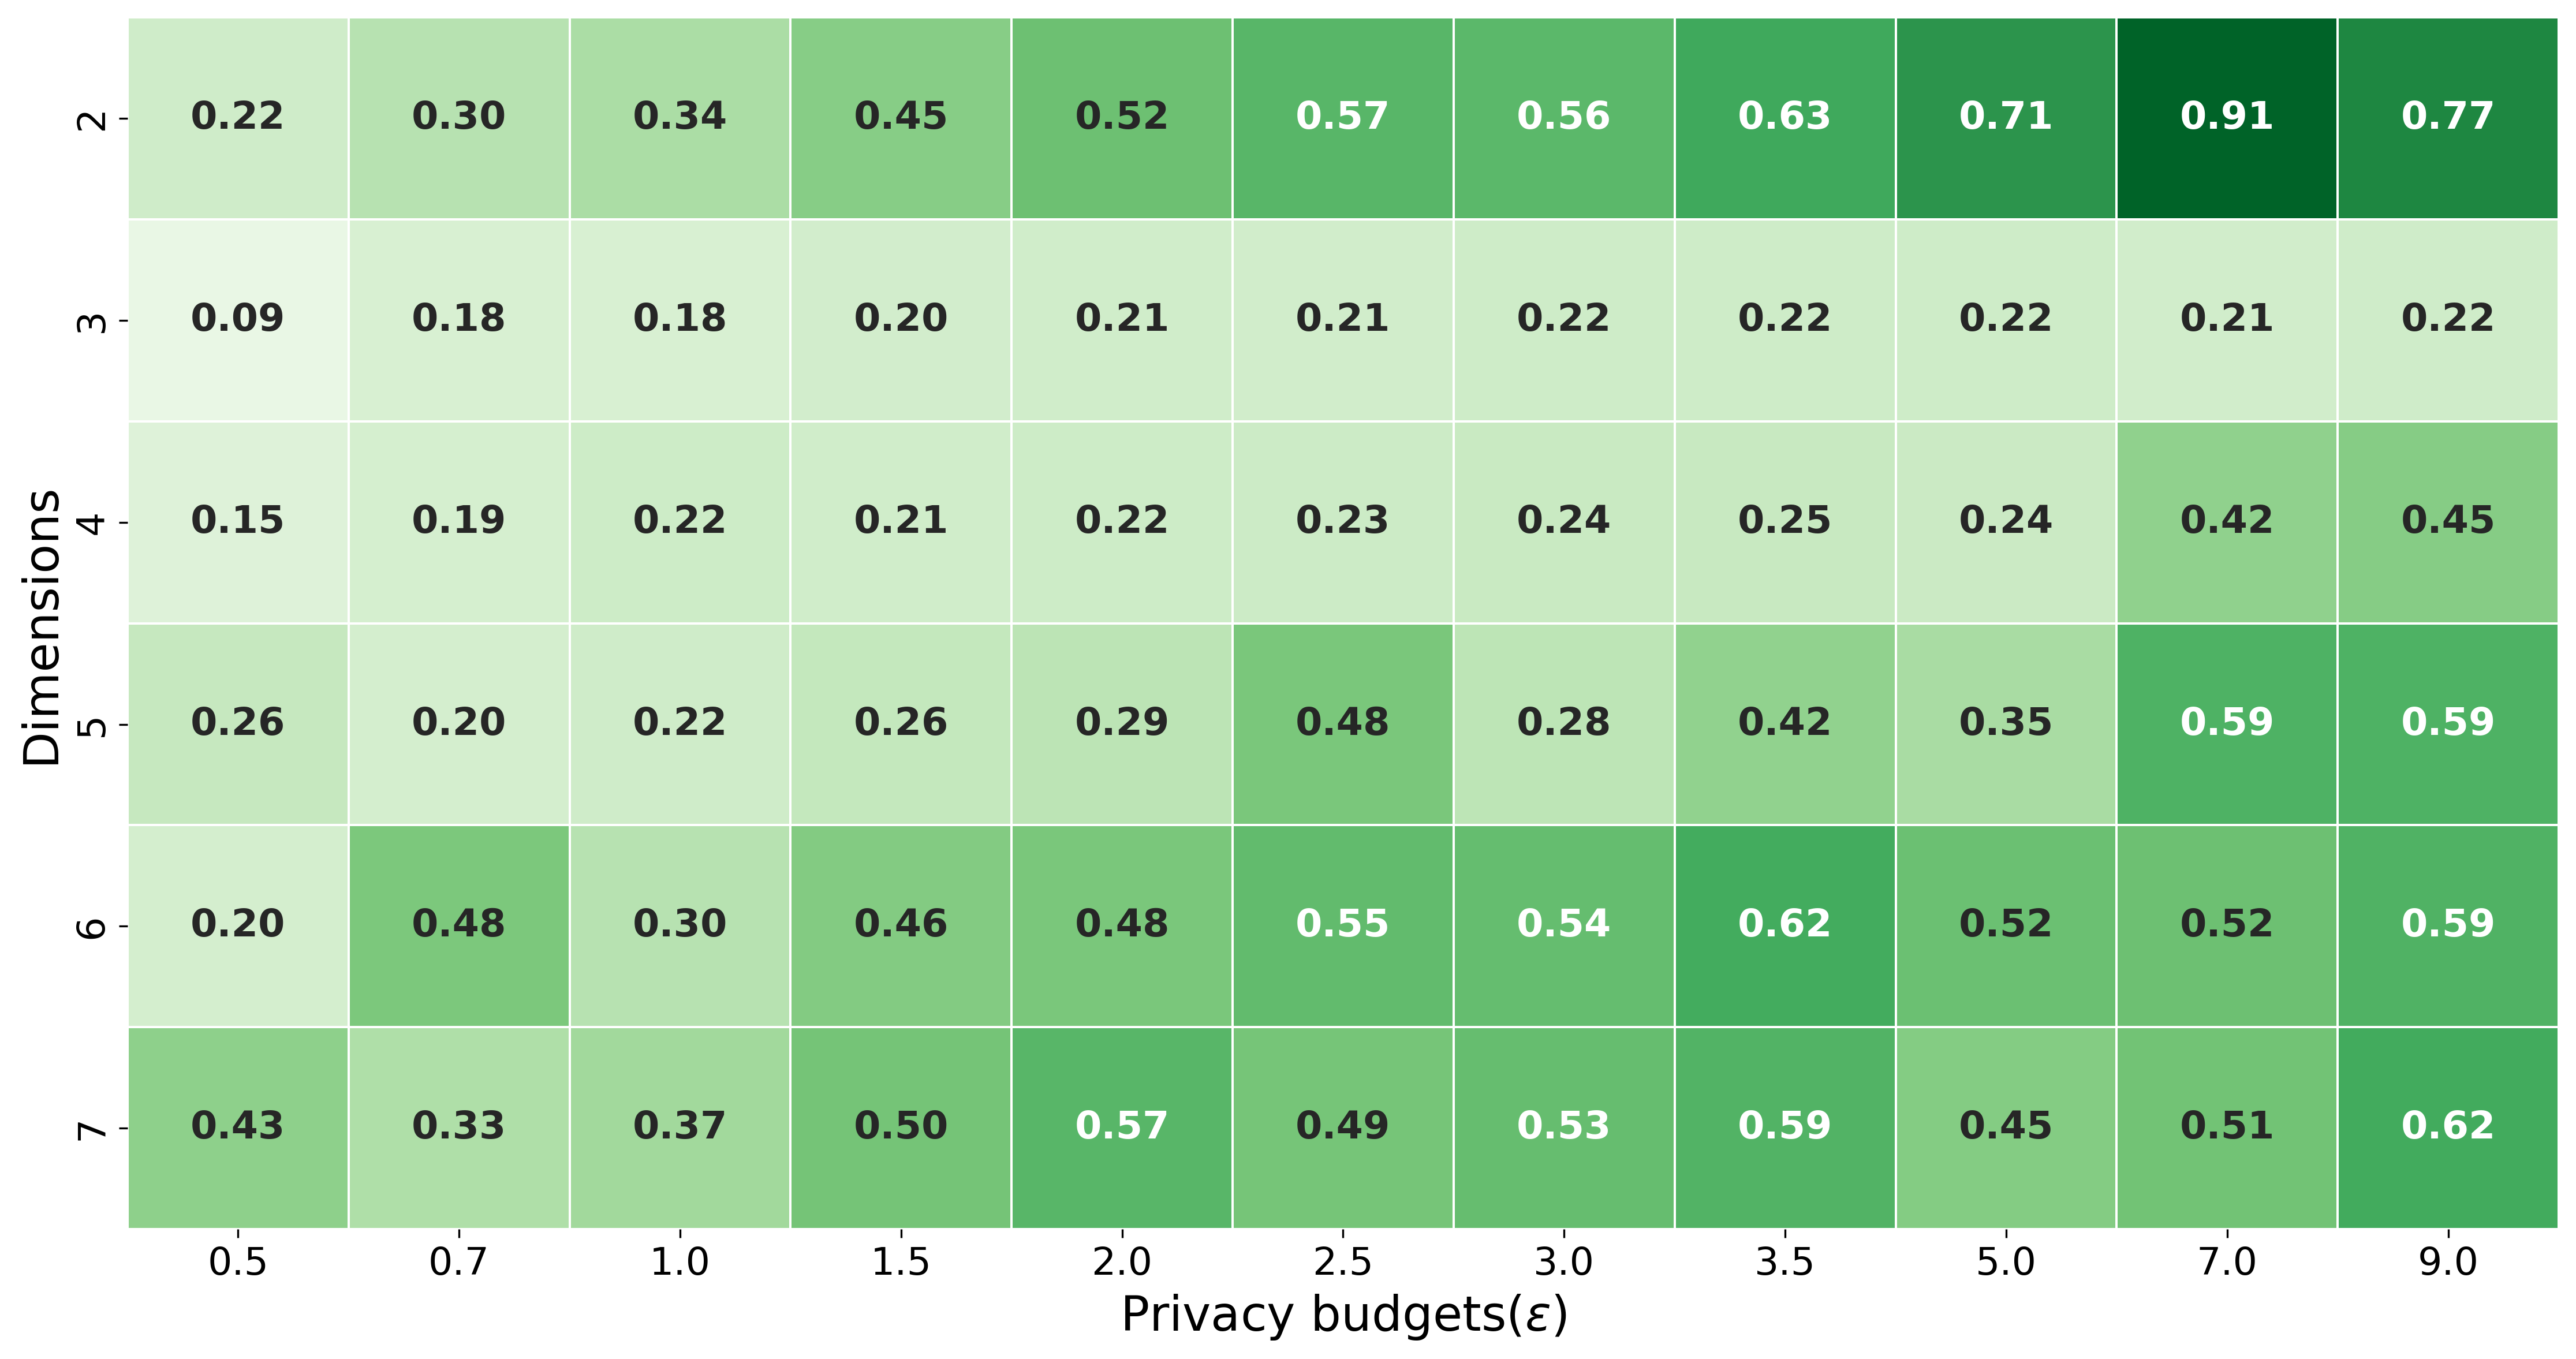 2 0.22 0.30 0.34 0.45 0.52 0.57 0.56 0.63 0.71 0.91 0.77
3 0.09 0.18 0.18 0.20 0.21 0.21 0.22 0.22 0.22 0.21 0.22
4 0.15 0.19 0.22 0.21 0.22 0.23 0.24 0.25 0.24 0.42 0.45
5 0.26 0.20 0.22 0.26 0.29 0.48 0.28 0.42 0.35 0.59 0.59
6 0.20 0.48 0.30 0.46 0.48 0.55 0.54 0.62 0.52 0.52 0.59
7 0.43 0.33 0.37 0.50 0.57 0.49 0.53 0.59 0.45 0.51 0.62
0.5 0.7 1.0 1.5 2.0 2.5 3.0 3.5 5.0 7.0 9.0
Privacy budgets(ε)
Dimensions